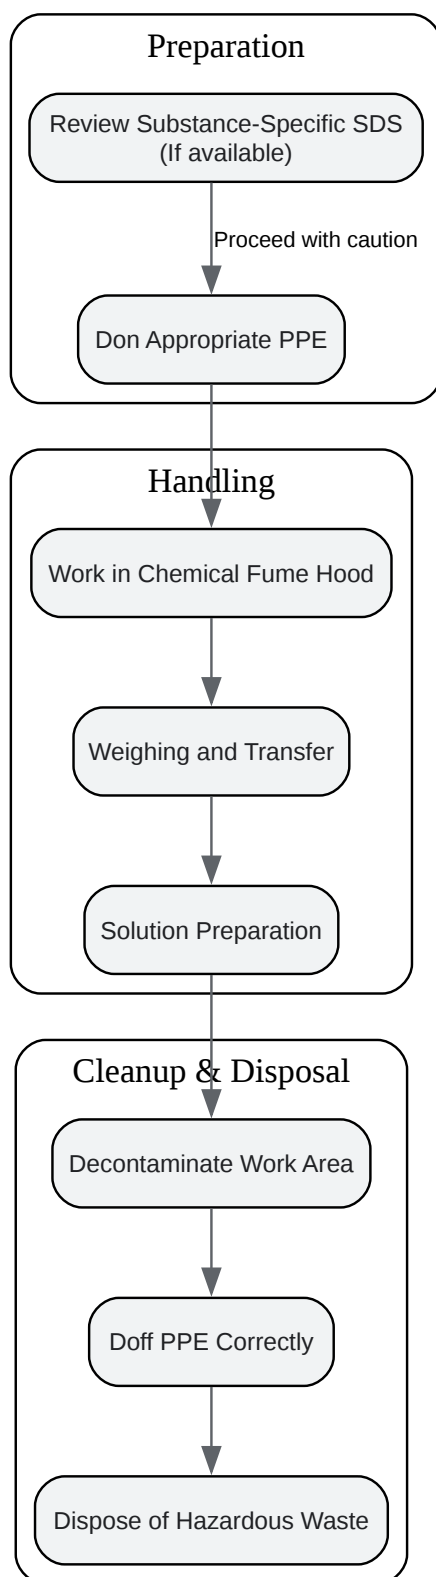 Preparation
Review Substance-Specific SDS
(If available)
Proceed with caution
Don Appropriate PPE
Handling
Work in Chemical Fume Hood
Weighing and Transfer
Solution Preparation
Cleanup & Disposal
Decontaminate Work Area
Doff PPE Correctly
Dispose of Hazardous Waste